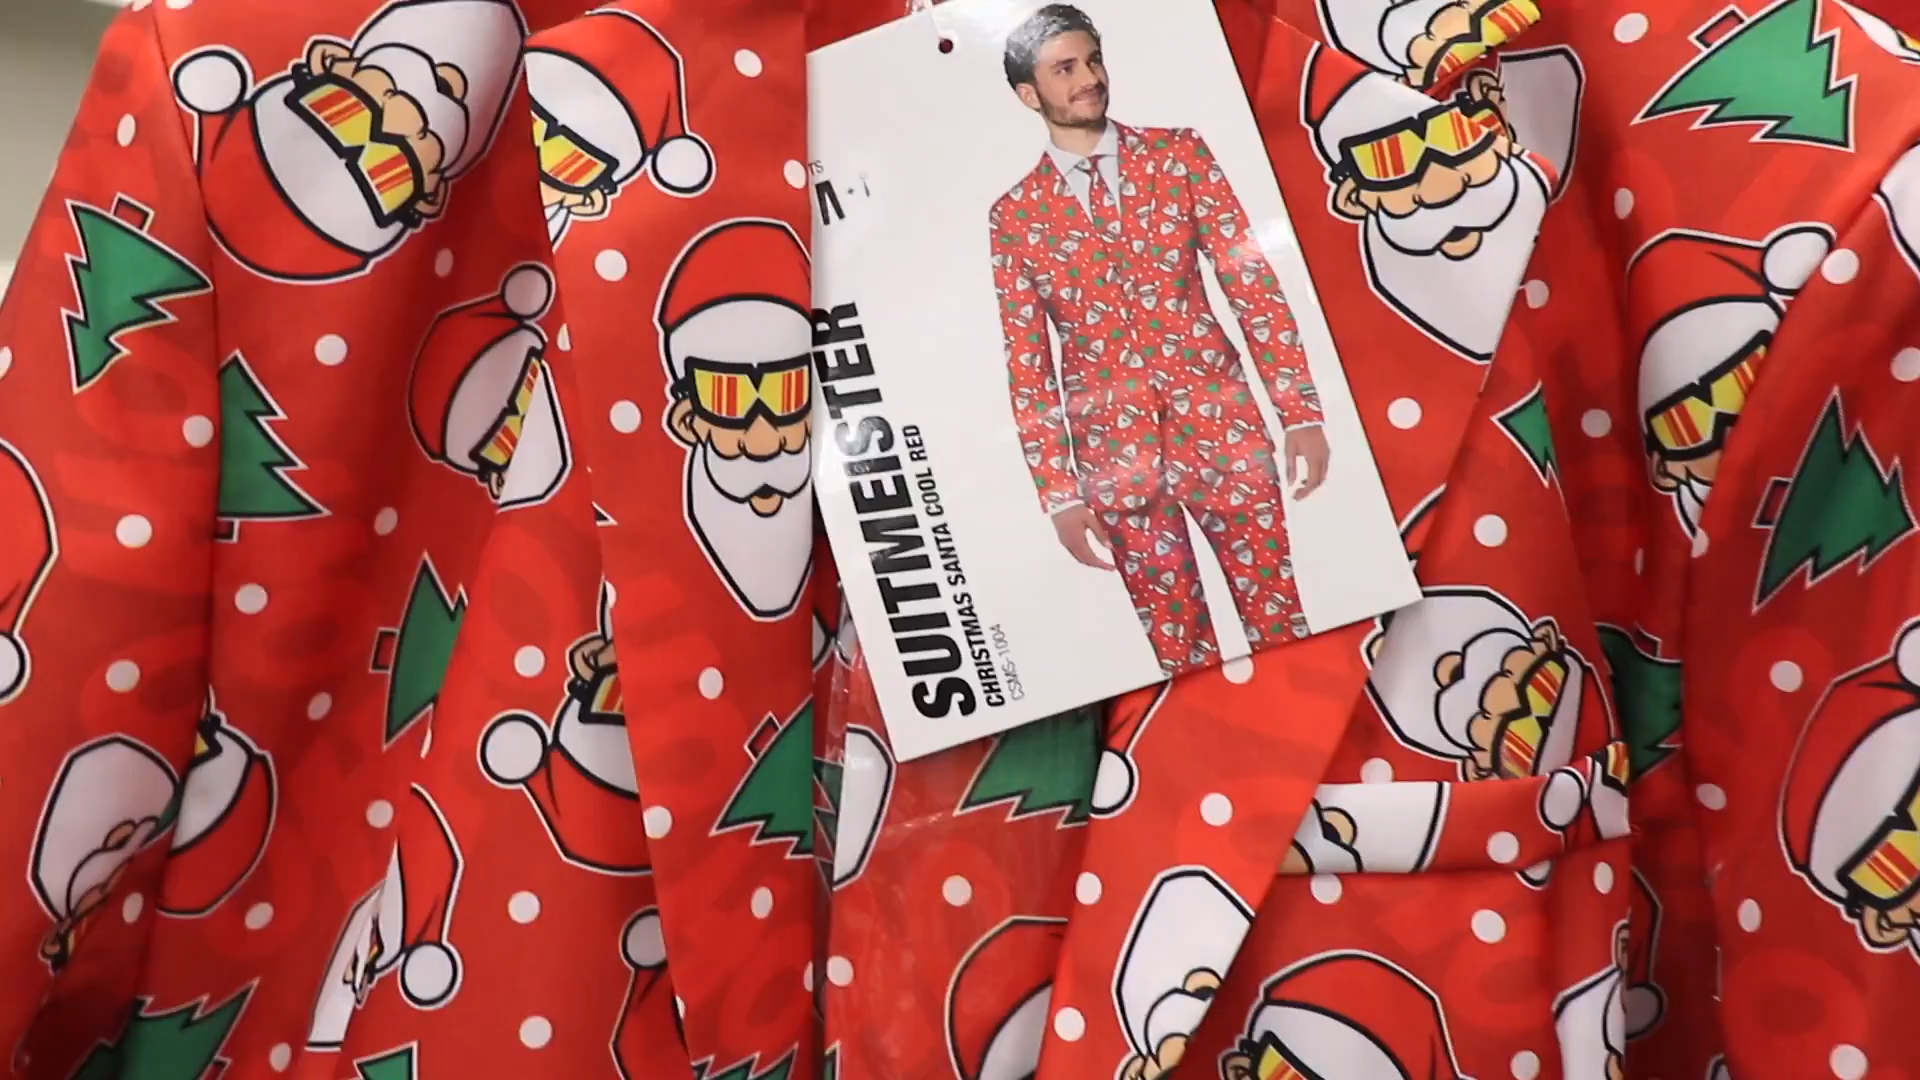 SUITMEISTER
CHRISTMAS SANTA COOL RED
CSMS-1004